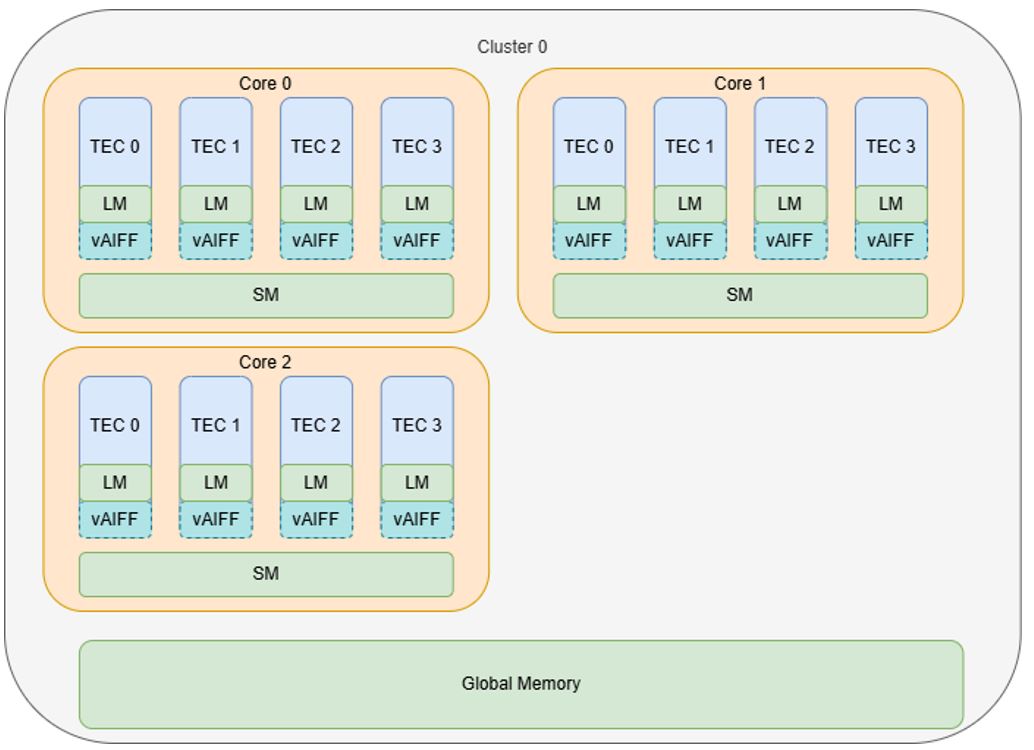 Cluster 0
Core 0
TEC 0 TEC 1 TEC 2 TEC 3
LM LM LM LM
vAIFF vAIFF vAIFF vAIFF
SM
Core 1
TEC 0 TEC 1 TEC 2 TEC 3
LM LM LM LM
vAIFF vAIFF vAIFF vAIFF
SM
Core 2
TEC 0 TEC 1 TEC 2 TEC 3
LM LM LM LM
vAIFF vAIFF vAIFF vAIFF
SM
Global Memory